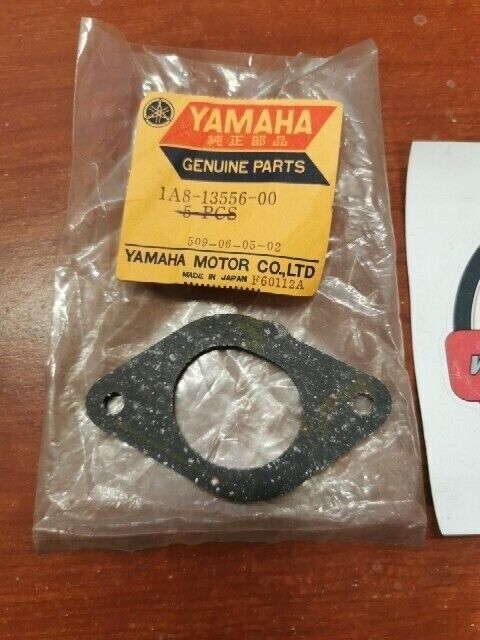 YAMAHA
純正部品
GENUINE PARTS
1A8-13556-00
5 PCS
509-06-05-02
YAMAHA MOTOR CO.,LTD
MADE IN JAPAN F60112A